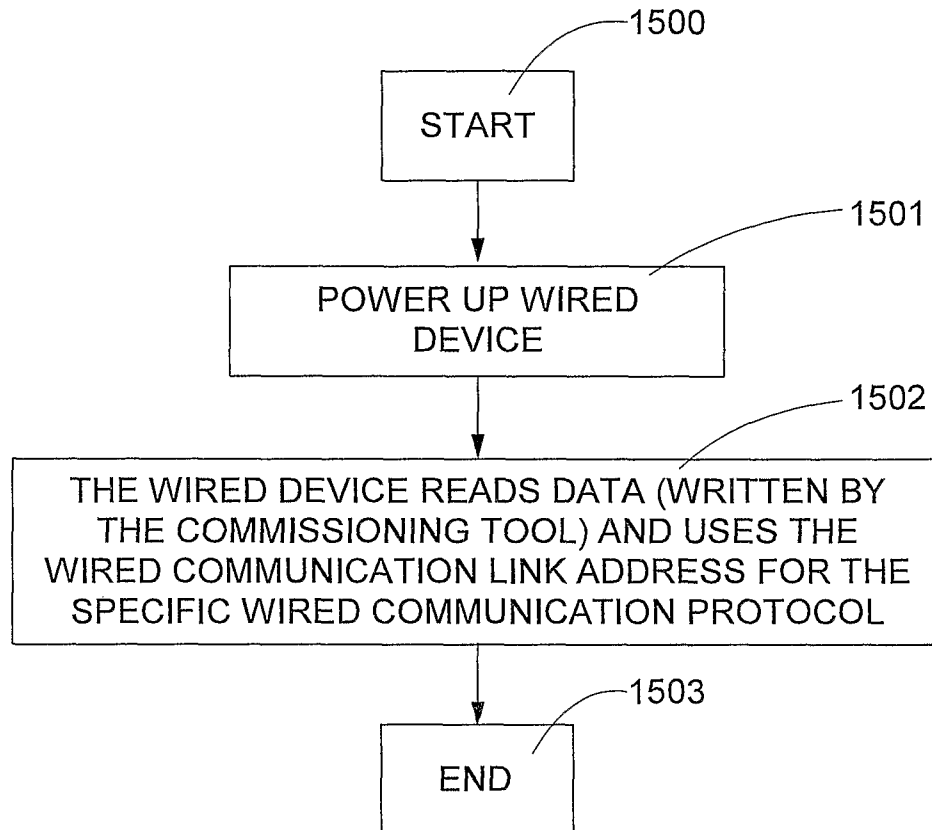 1500
START
1501
POWER UP WIRED
DEVICE
1502
THE WIRED DEVICE READS DATA (WRITTEN BY
THE COMMISSIONING TOOL) AND USES THE
WIRED COMMUNICATION LINK ADDRESS FOR THE
SPECIFIC WIRED COMMUNICATION PROTOCOL
1503
END